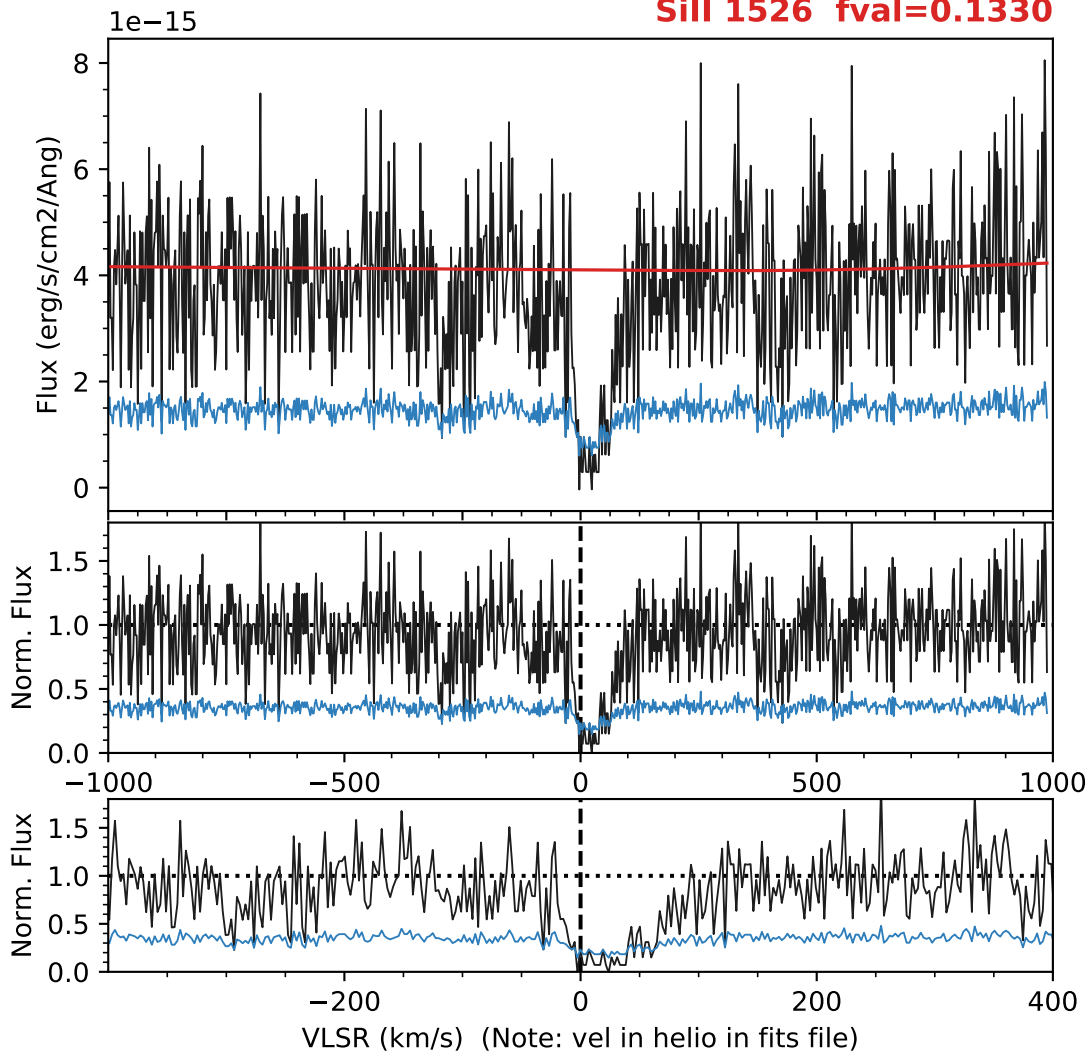 1e−15
SiII 1526 fval=0.1330
8
6
4
2
0
Flux (erg/s/cm2/Ang)
1.5
1.0
0.5
0.0
Norm. Flux
−1000 −500 0 500 1000
1.5
1.0
0.5
0.0
Norm. Flux
−200 0 200 400
VLSR (km/s) (Note: vel in helio in fits file)